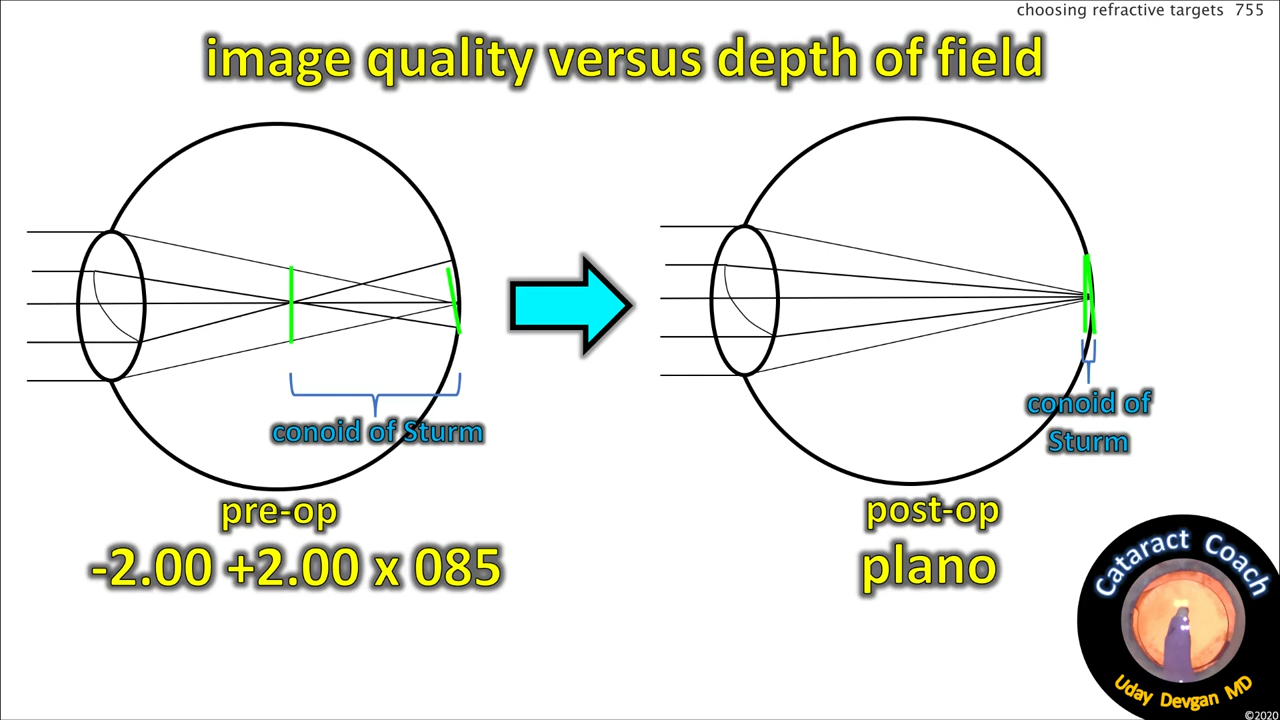 choosing refractive targets 755
image quality versus depth of field
conoid of Sturm
conoid of
Sturm
pre-op
-2.00 +2.00 x 085
post-op
plano
Cataract Coach
Uday Devgan MD
©2020